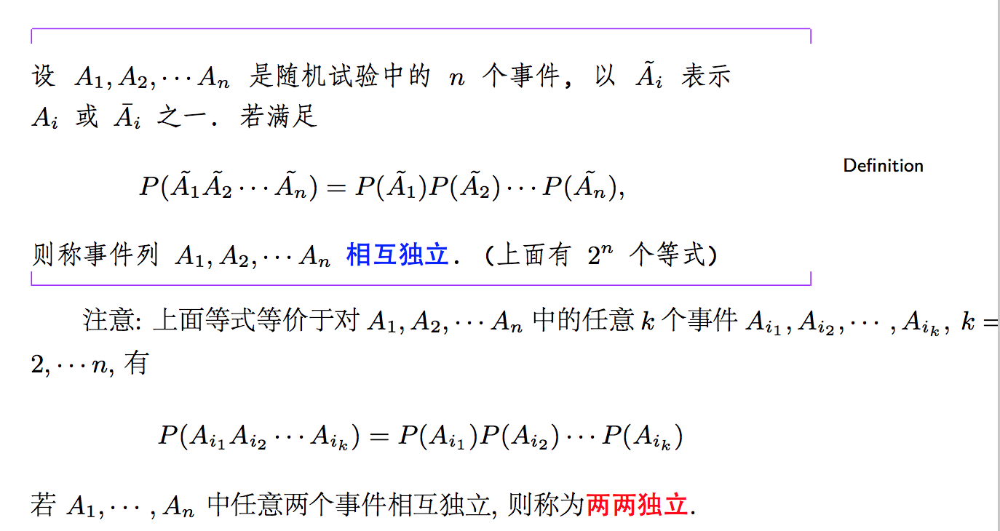 设 $A_1, A_2, \cdots A_n$ 是随机试验中的 $n$ 个事件，以 $\tilde{A}_i$ 表示
$A_i$ 或 $\bar{A}_i$ 之一．若满足
$P(\tilde{A}_1\tilde{A}_2\cdots\tilde{A}_n) = P(\tilde{A}_1)P(\tilde{A}_2)\cdots P(\tilde{A}_n),$
Definition
则称事件列 $A_1, A_2, \cdots A_n$ 相互独立．（上面有 $2^n$ 个等式）
注意: 上面等式等价于对 $A_1, A_2, \cdots A_n$ 中的任意 $k$ 个事件 $A_{i_1}, A_{i_2}, \cdots, A_{i_k}$, $k =$
$2, \cdots n$, 有
$P(A_{i_1}A_{i_2}\cdots A_{i_k}) = P(A_{i_1})P(A_{i_2})\cdots P(A_{i_k})$
若 $A_1, \cdots, A_n$ 中任意两个事件相互独立, 则称为两两独立.